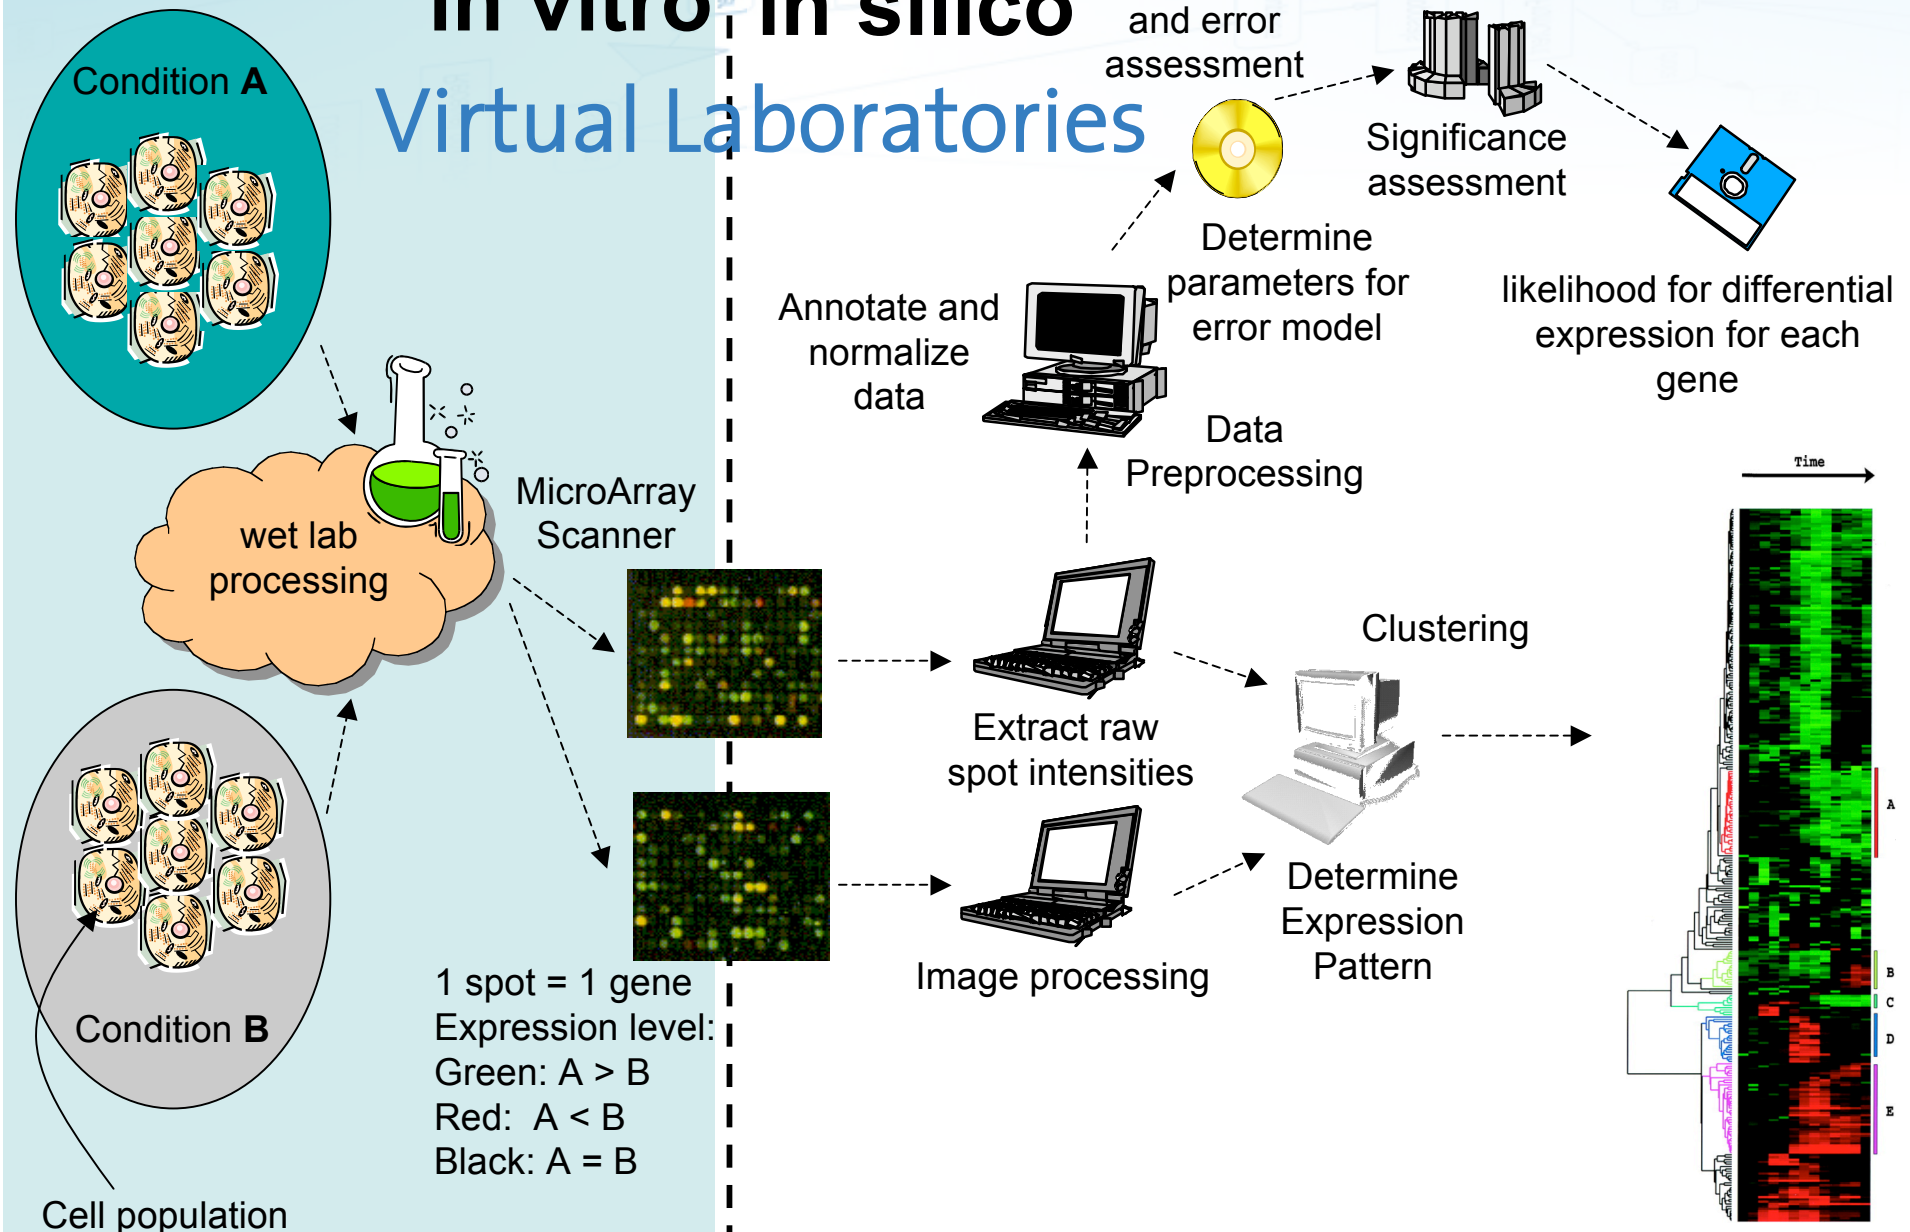 in vitro in silico
Virtual Laboratories
Condition A
and error
assessment
Significance
assessment
Determine
parameters for
error model
likelihood for differential
expression for each
gene
Annotate and
normalize
data
Data
Preprocessing
wet lab
processing
MicroArray
Scanner
Clustering
Extract raw
spot intensities
Image processing
Determine
Expression
Pattern
Condition B
1 spot = 1 gene
Expression level:
Green: A > B
Red: A < B
Black: A = B
Cell population
Time
A
B
C
D
E